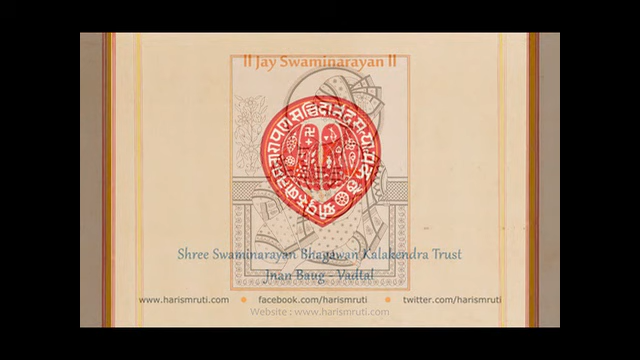 ॥ Jay Swaminarayan ॥
Shree Swaminarayan Bhagawan Kalakendra Trust
Jnan Baug - Vadtal
www.harismruti.com • facebook.com/harismruti • twitter.com/harismruti
Website : www.harismruti.com